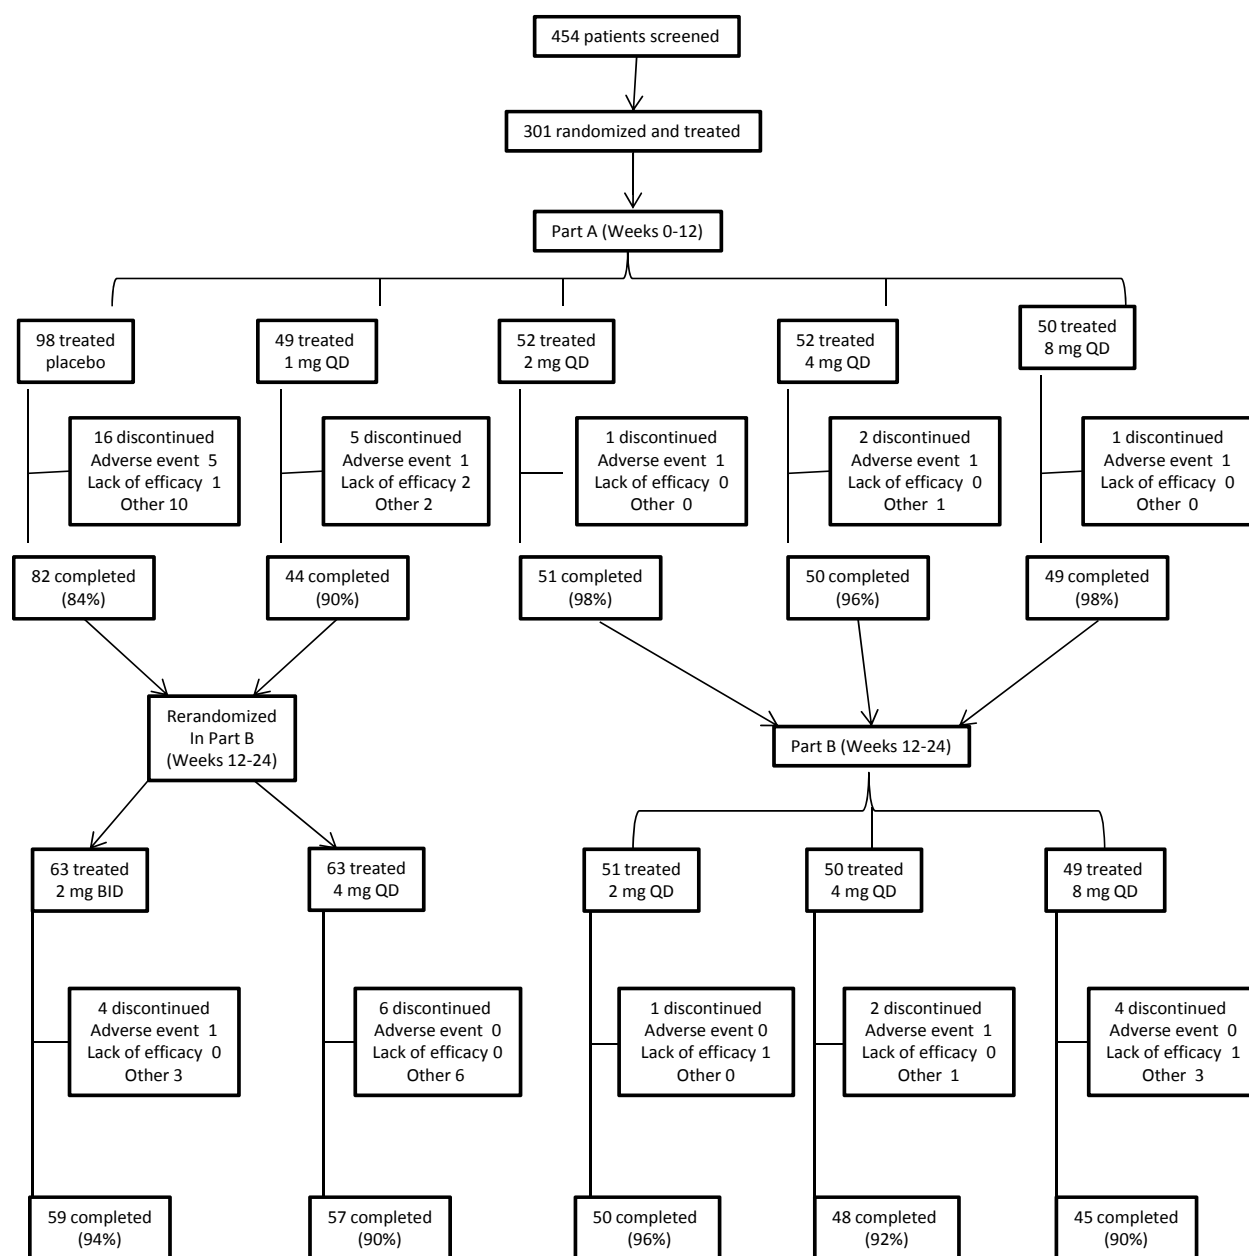 454 patients screened
301 randomized and treated
Part A (Weeks 0-12)
98 treated
placebo
49 treated
1 mg QD
52 treated
2 mg QD
52 treated
4 mg QD
50 treated
8 mg QD
16 discontinued
Adverse event 5
Lack of efficacy 1
Other 10
5 discontinued
Adverse event 1
Lack of efficacy 2
Other 2
1 discontinued
Adverse event 1
Lack of efficacy 0
Other 0
2 discontinued
Adverse event 1
Lack of efficacy 0
Other 1
1 discontinued
Adverse event 1
Lack of efficacy 0
Other 0
82 completed
(84%)
44 completed
(90%)
51 completed
(98%)
50 completed
(96%)
49 completed
(98%)
Rerandomized
In Part B
(Weeks 12-24)
Part B (Weeks 12-24)
63 treated
2 mg BID
63 treated
4 mg QD
51 treated
2 mg QD
50 treated
4 mg QD
49 treated
8 mg QD
4 discontinued
Adverse event 1
Lack of efficacy 0
Other 3
6 discontinued
Adverse event 0
Lack of efficacy 0
Other 6
1 discontinued
Adverse event 0
Lack of efficacy 1
Other 0
2 discontinued
Adverse event 1
Lack of efficacy 0
Other 1
4 discontinued
Adverse event 0
Lack of efficacy 1
Other 3
59 completed
(94%)
57 completed
(90%)
50 completed
(96%)
48 completed
(92%)
45 completed
(90%)